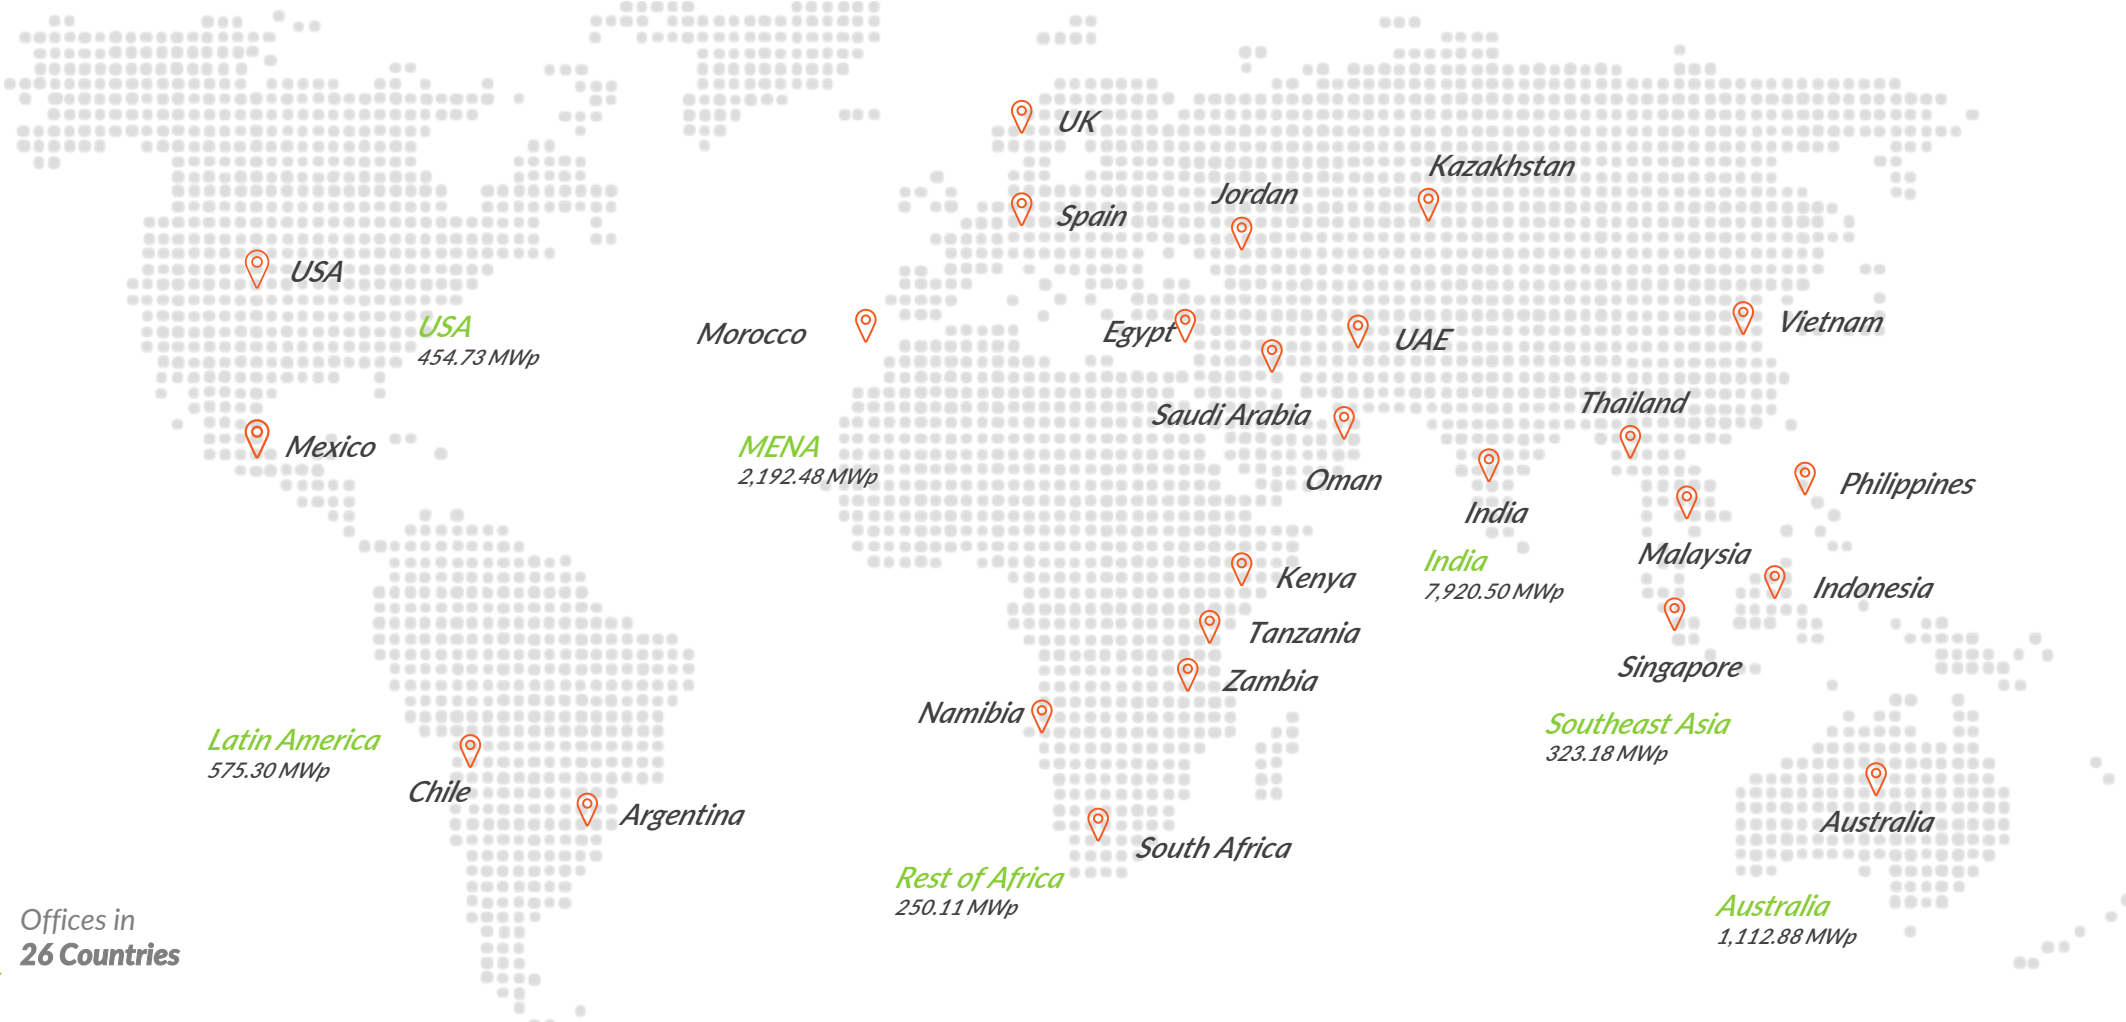 UK
Kazakhstan
Jordan
Spain
USA
USA
454.73 MWp
Morocco
Egypt
UAE
Vietnam
Saudi Arabia
Thailand
Mexico
MENA
2,192.48 MWp
Oman
India
Philippines
India
7,920.50 MWp
Malaysia
Kenya
Indonesia
Tanzania
Singapore
Zambia
Namibia
Latin America
575.30 MWp
Southeast Asia
323.18 MWp
Chile
Argentina
Australia
South Africa
Rest of Africa
250.11 MWp
Australia
1,112.88 MWp
Offices in
26 Countries